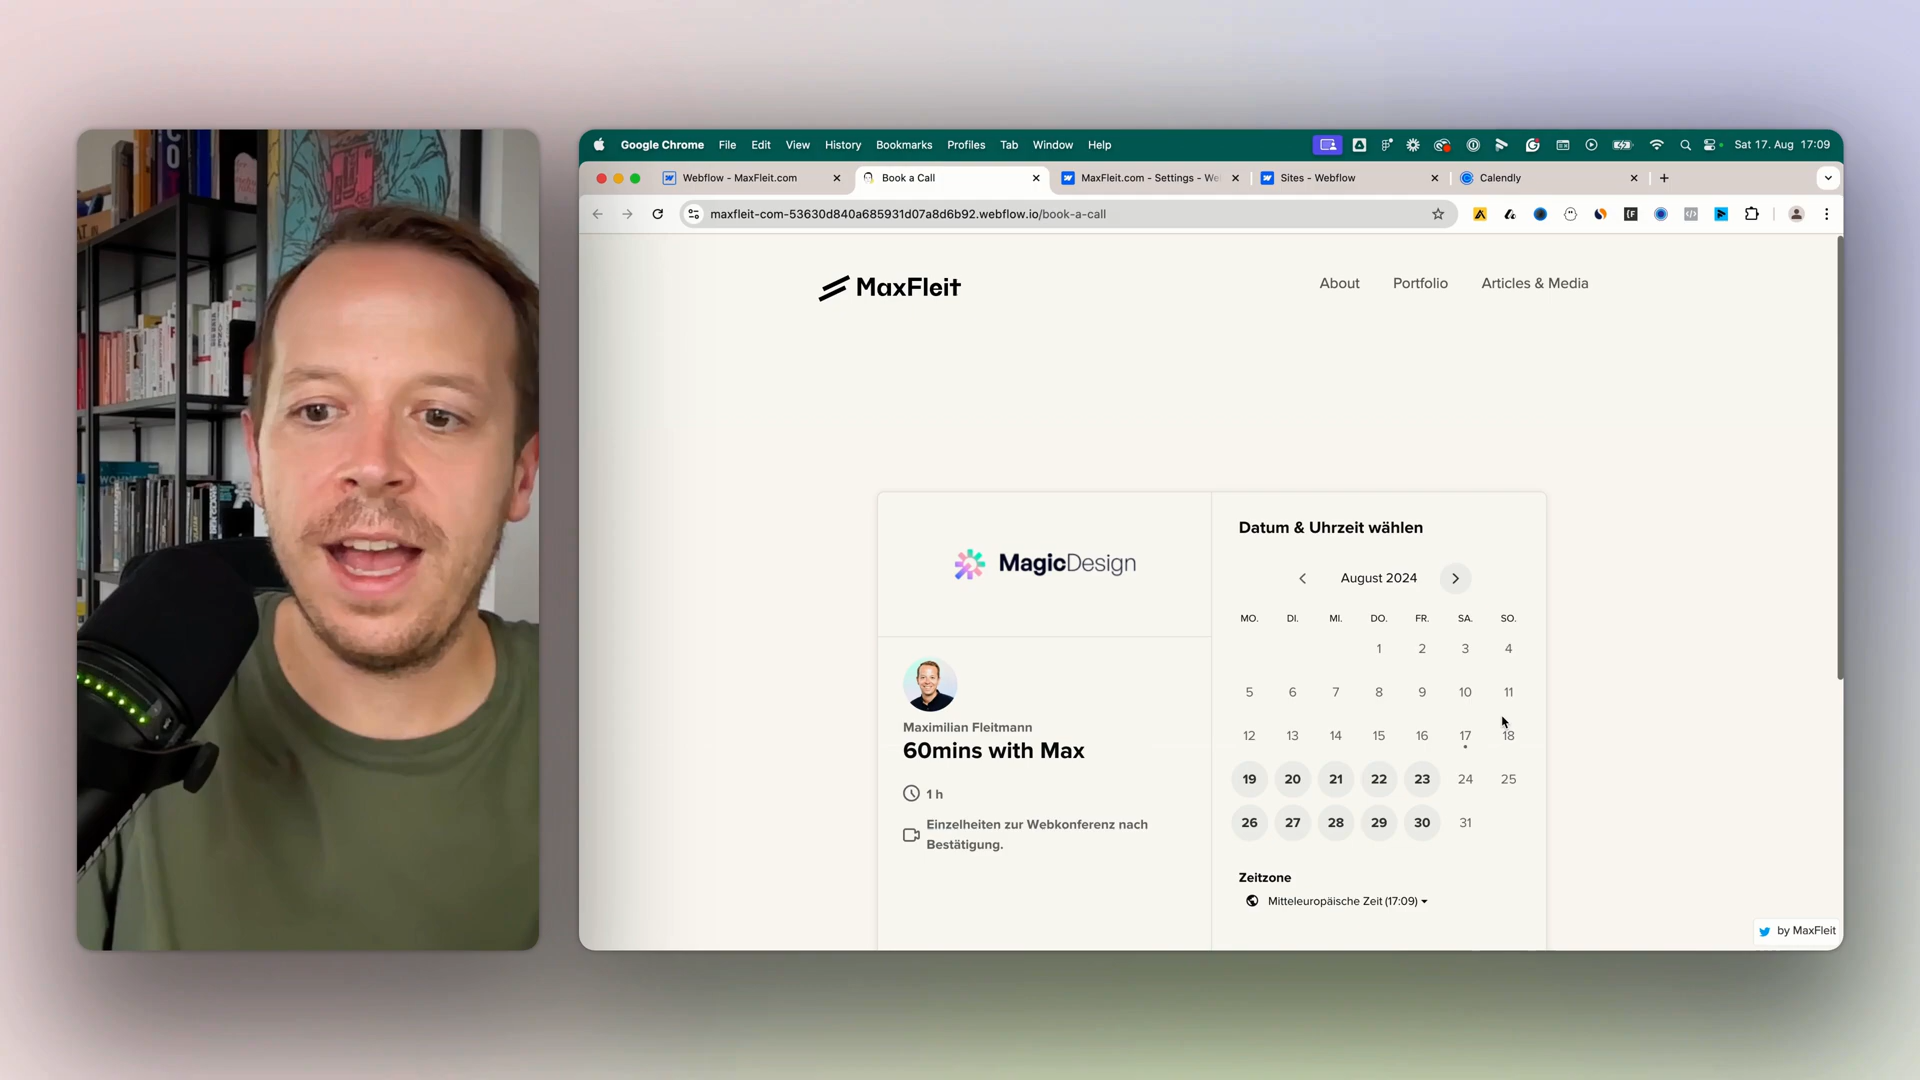 Google Chrome File Edit View History Bookmarks Profiles Tab Window Help Sat 17. Aug 17:09
Webflow - MaxFleit.com Book a Call MaxFleit.com - Settings - We Sites - Webflow Calendly
maxfleit-com-53630d840a685931d07a8d6b92.webflow.io/book-a-call
MaxFleit About Portfolio Articles & Media
MagicDesign
Maximilian Fleitmann
60mins with Max
1 h
Einzelheiten zur Webkonferenz nach
Bestätigung.
Datum & Uhrzeit wählen
August 2024
MO. DI. MI. DO. FR. SA. SO.
1 2 3 4
5 6 7 8 9 10 11
12 13 14 15 16 17 18
19 20 21 22 23 24 25
26 27 28 29 30 31
Zeitzone
Mitteleuropäische Zeit (17:09)
by MaxFleit